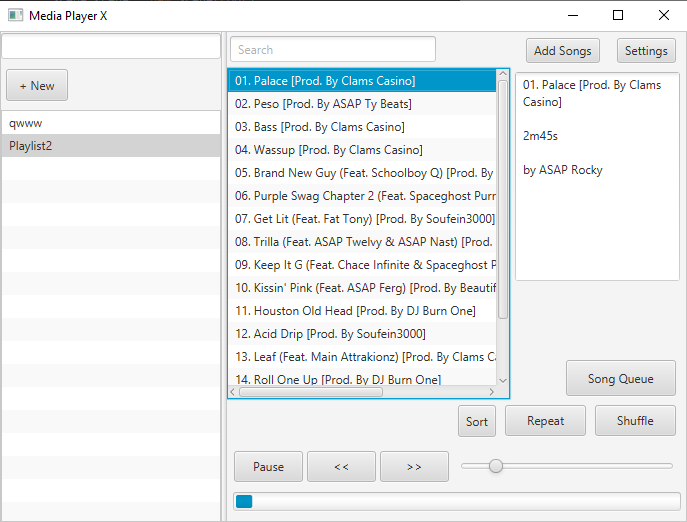 Media Player X
Search
Add Songs
Settings
+ New
qwww
Playlist2
01. Palace [Prod. By Clams Casino]
02. Peso [Prod. By ASAP Ty Beats]
03. Bass [Prod. By Clams Casino]
04. Wassup [Prod. By Clams Casino]
05. Brand New Guy (Feat. Schoolboy Q) [Prod. By
06. Purple Swag Chapter 2 (Feat. Spaceghost Purr
07. Get Lit (Feat. Fat Tony) [Prod. By Soufein3000]
08. Trilla (Feat. ASAP Twelvy & ASAP Nast) [Prod.
09. Keep It G (Feat. Chace Infinite & Spaceghost P
10. Kissin' Pink (Feat. ASAP Ferg) [Prod. By Beautif
11. Houston Old Head [Prod. By DJ Burn One]
12. Acid Drip [Prod. By Soufein3000]
13. Leaf (Feat. Main Attrakionz) [Prod. By Clams C
14. Roll One Up [Prod. By DJ Burn One]
01. Palace [Prod. By Clams
Casino]
2m45s
by ASAP Rocky
Song Queue
Sort
Repeat
Shuffle
Pause
<<
>>